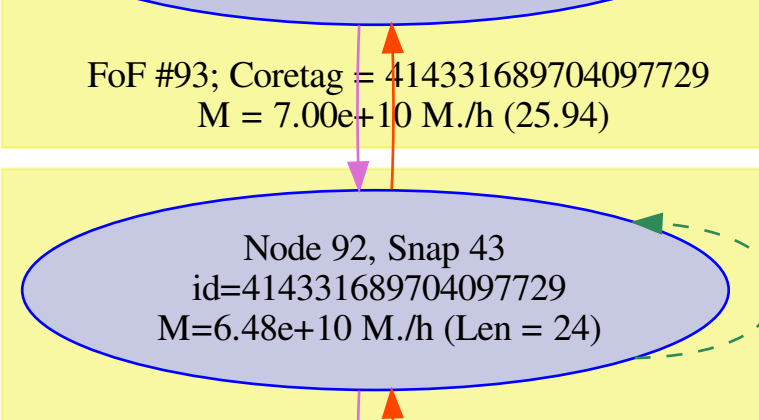 FoF #93; Coretag = 414331689704097729
M = 7.00e+10 M./h (25.94)
Node 92, Snap 43
id=414331689704097729
M=6.48e+10 M./h (Len = 24)